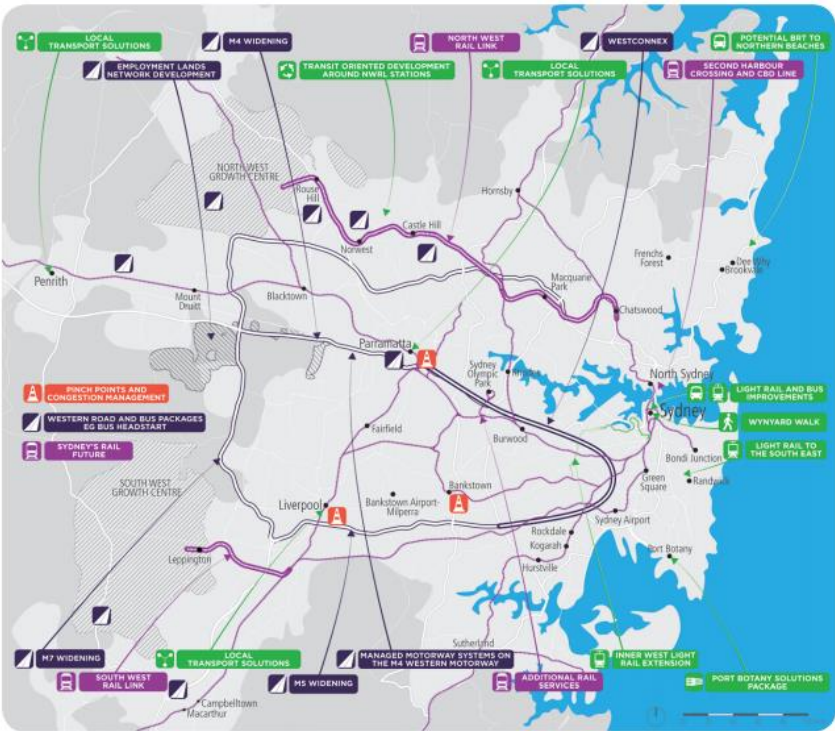 LOCAL
TRANSPORT SOLUTIONS
M4 WIDENING
NORTH WEST
RAIL LINK
WESTCONNEX
POTENTIAL BRT TO
NORTHERN BEACHES
EMPLOYMENT LANDS
NETWORK DEVELOPMENT
TRANSIT ORIENTED DEVELOPMENT
AROUND NWRL STATIONS
LOCAL
TRANSPORT SOLUTIONS
SECOND HARBOUR
CROSSING AND CBD LINE
NORTH WEST
GROWTH CENTRE
Rouse
Hill
Hornsby
Castle Hill
Norwest
Frenchs
Forest
Dee Why
Brookvale
Penrith
Mount
Druitt
Blacktown
Macquarie
Park
Chatswood
Parramatta
Sydney
Olympic
Park
Rhodes
North Sydney
Sydney
PINCH POINTS AND
CONGESTION MANAGEMENT
WESTERN ROAD AND BUS PACKAGES
EG BUS HEADSTART
SYDNEY'S RAIL
FUTURE
LIGHT RAIL AND BUS
IMPROVEMENTS
WYNYARD WALK
LIGHT RAIL TO
THE SOUTH EAST
Fairfield
Burwood
Bondi Junction
Green
Square
Randwick
SOUTH WEST
GROWTH CENTRE
Liverpool
Bankstown Airport-
Milperra
Bankstown
Sydney Airport
Rockdale
Kogarah
Hurstville
Port Botany
Leppington
Sutherland
M7 WIDENING
LOCAL
TRANSPORT SOLUTIONS
MANAGED MOTORWAY SYSTEMS ON
THE M4 WESTERN MOTORWAY
INNER WEST LIGHT
RAIL EXTENSION
SOUTH WEST
RAIL LINK
M5 WIDENING
ADDITIONAL RAIL
SERVICES
PORT BOTANY SOLUTIONS
PACKAGE
Campbelltown
Macarthur